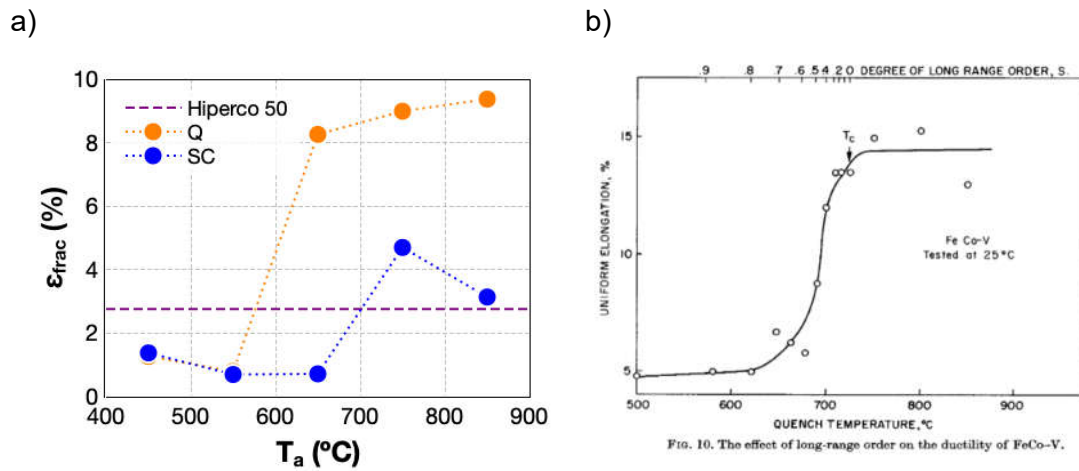 a)
b)
10
8
6
4
2
0
400 500 600 700 800 900
ε_frac (%)
T_a (ºC)
Hiperco 50
Q
SC
.9 .8 .7 .6 .5 .4 .2 0 DEGREE OF LONG RANGE ORDER, S.
15
10
5
UNIFORM ELONGATION, %
T_c
Fe Co-V
Tested at 25°C
500 600 700 800 900
QUENCH TEMPERATURE, °C
FIG. 10. The effect of long-range order on the ductility of FeCo-V.